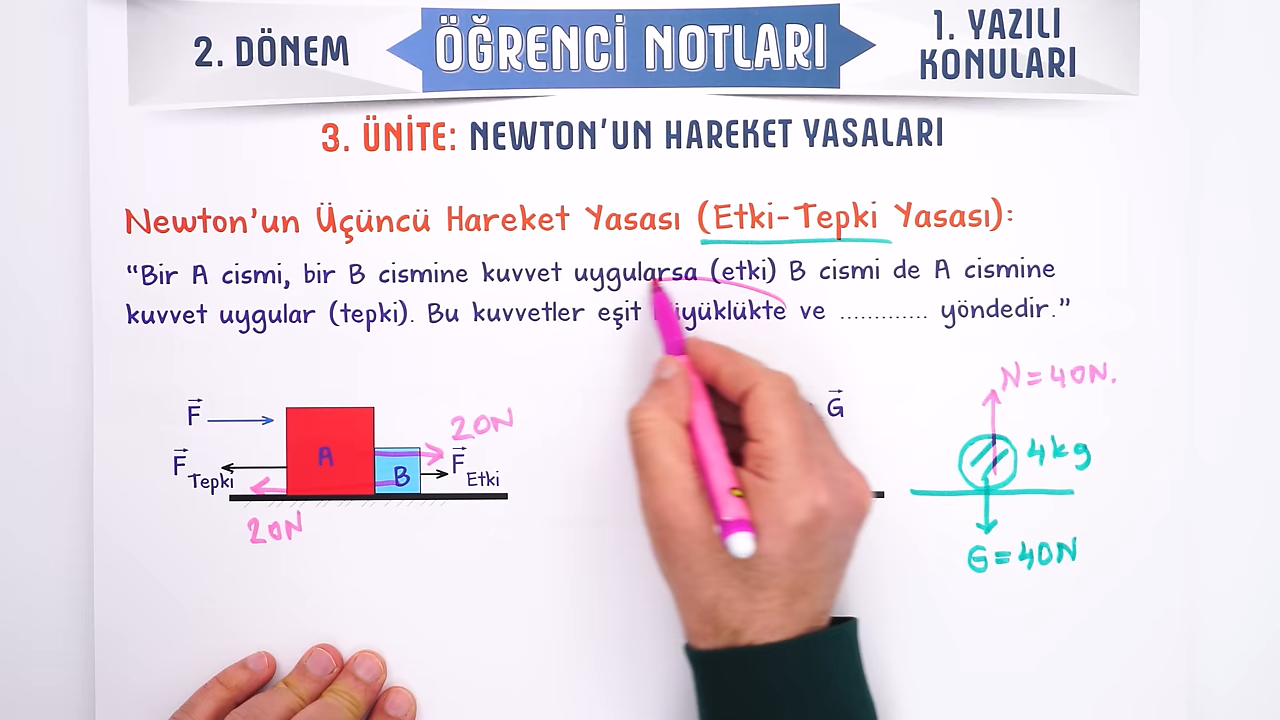 2. DÖNEM
ÖĞRENCİ NOTLARI
1. YAZILI
KONULARI
3. ÜNİTE: NEWTON'UN HAREKET YASALARI
Newton'un Üçüncü Hareket Yasası (Etki-Tepki Yasası):
"Bir A cismi, bir B cismine kuvvet uygularsa (etki) B cismi de A cismine
kuvvet uygular (tepki). Bu kuvvetler eşit büyüklükte ve ............. yöndedir."
F
F Tepki
A
B
20N
F Etki
20N
G
N=40N.
4kg
G=40N